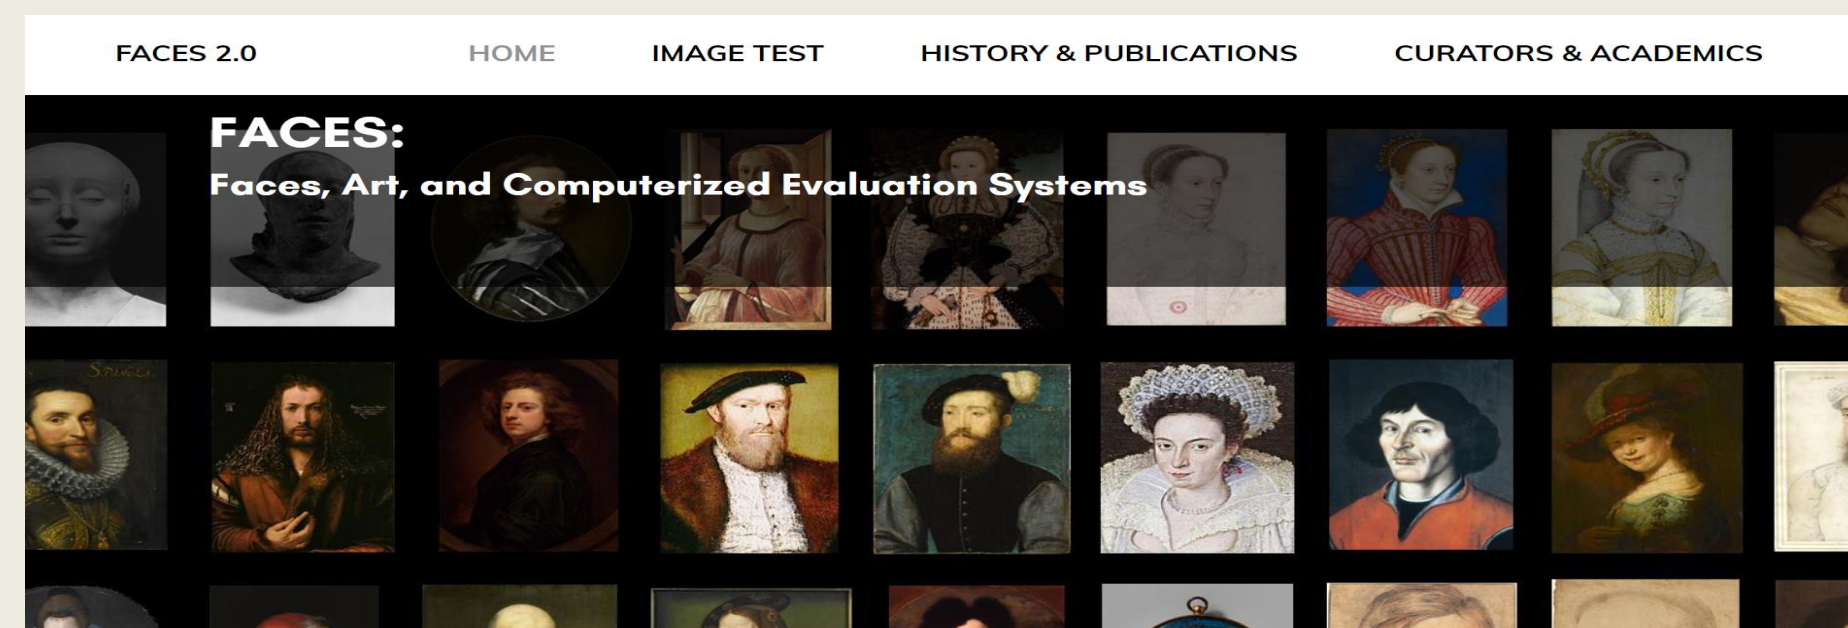 FACES 2.0 HOME IMAGE TEST HISTORY & PUBLICATIONS CURATORS & ACADEMICS
FACES:
Faces, Art, and Computerized Evaluation Systems